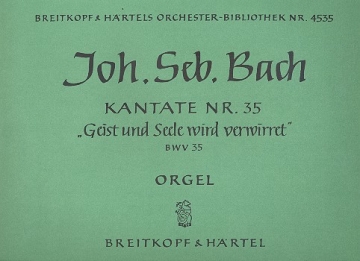 BREITKOPF & HÄRTELS ORCHESTER-BIBLIOTHEK NR. 4535
Joh. Seb. Bach
KANTATE NR. 35
„Geist und Seele wird verwirret"
BWV 35
ORGEL
BREITKOPF & HÄRTEL